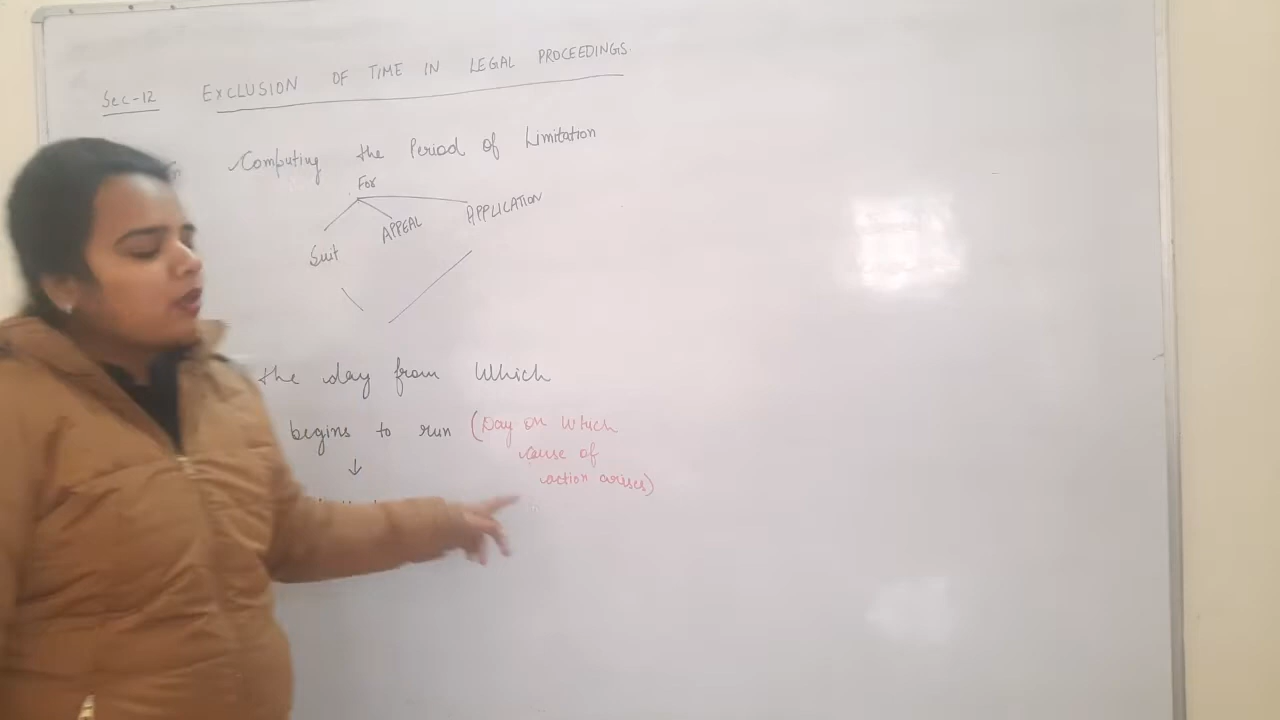 Sec-12 EXCLUSION OF TIME IN LEGAL PROCEEDINGS.
Computing the Period of Limitation
For
Suit APPEAL APPLICATION
the day from Which
begins to run (Day on Which
cause of
action arises)